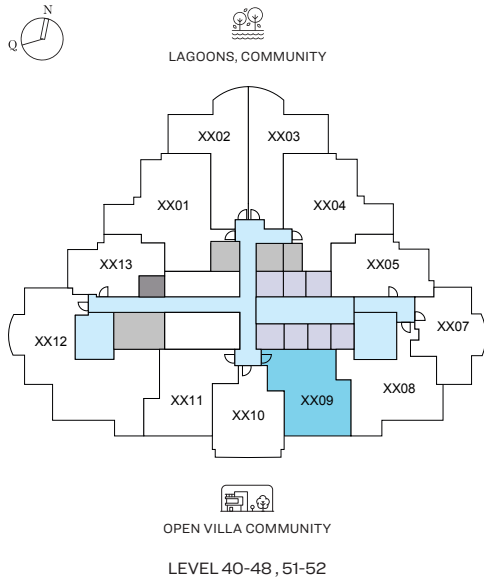 N
Q
LAGOONS, COMMUNITY
XX02
XX03
XX01
XX04
XX13
XX05
XX12
XX07
XX11
XX10
XX09
XX08
OPEN VILLA COMMUNITY
LEVEL 40-48 , 51-52